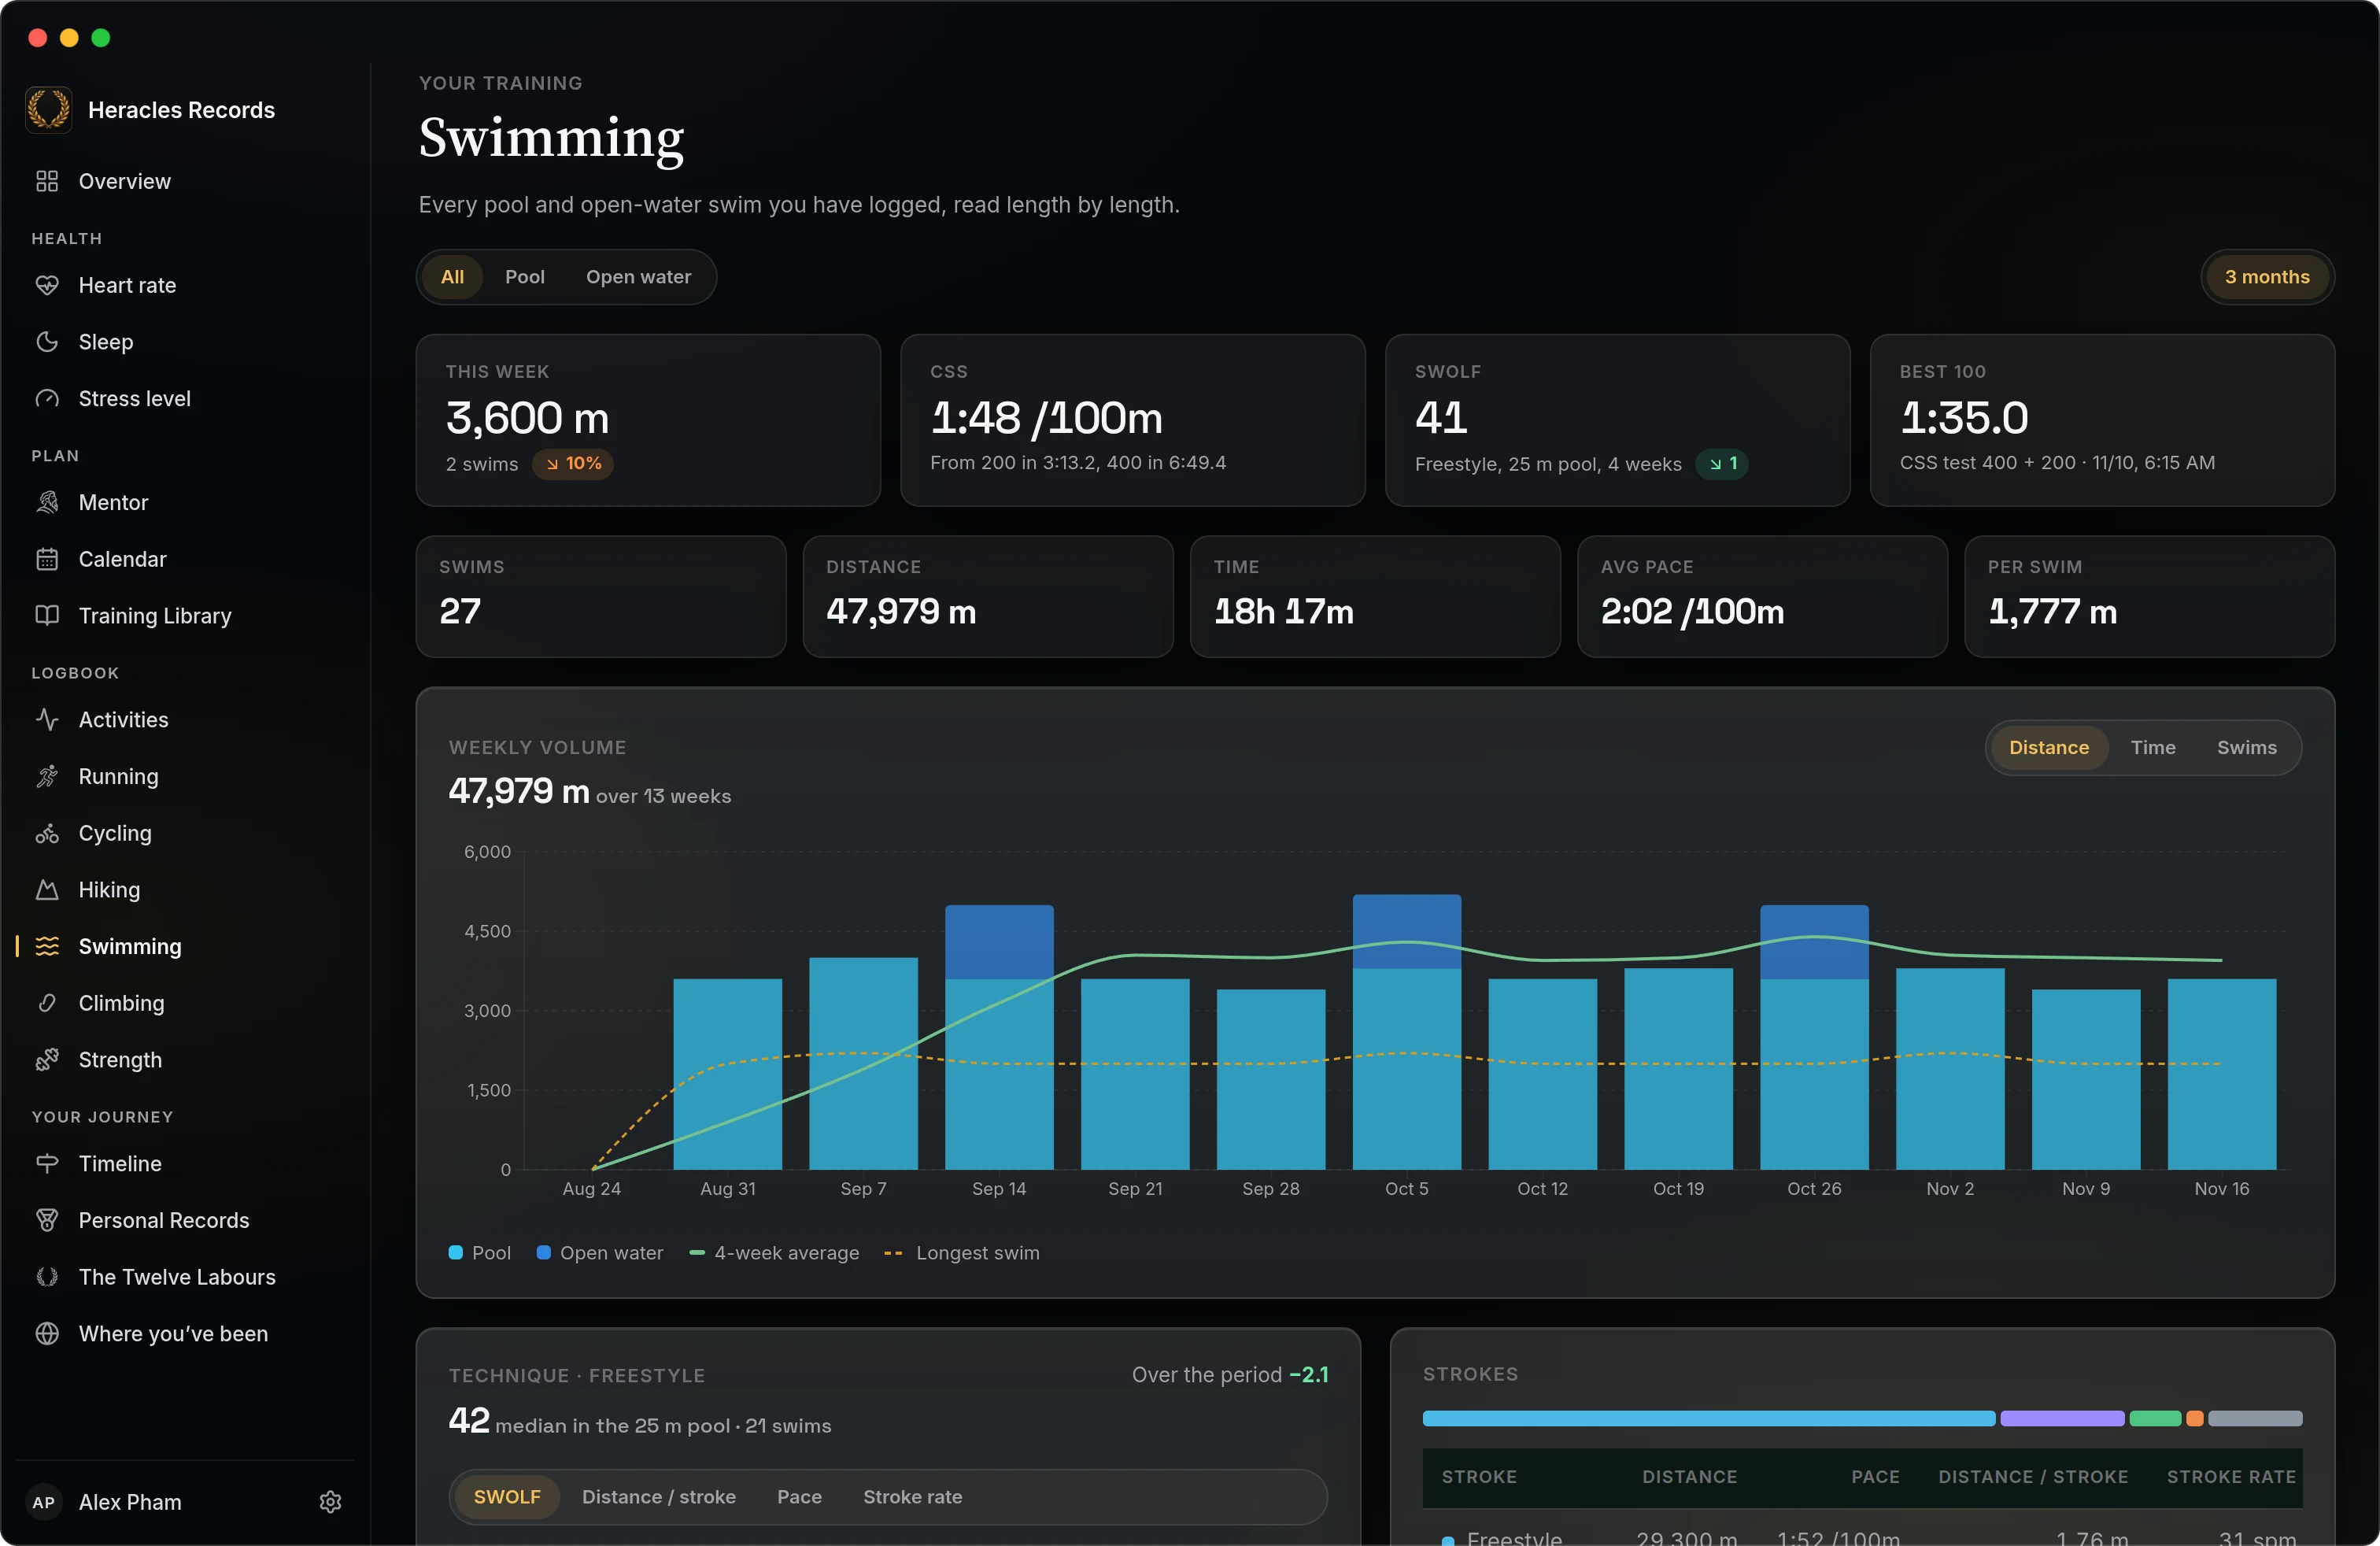 Heracles Records
Overview
HEALTH
Heart rate
Sleep
Stress level
PLAN
Mentor
Calendar
Training Library
LOGBOOK
Activities
Running
Cycling
Hiking
Swimming
Climbing
Strength
YOUR JOURNEY
Timeline
Personal Records
The Twelve Labours
Where you’ve been
AP Alex Pham
YOUR TRAINING
Swimming
Every pool and open-water swim you have logged, read length by length.
All Pool Open water 3 months
THIS WEEK
3,600 m
2 swims ↘ 10%
CSS
1:48 /100m
From 200 in 3:13.2, 400 in 6:49.4
SWOLF
41
Freestyle, 25 m pool, 4 weeks ↘ 1
BEST 100
1:35.0
CSS test 400 + 200 · 11/10, 6:15 AM
SWIMS
27
DISTANCE
47,979 m
TIME
18h 17m
AVG PACE
2:02 /100m
PER SWIM
1,777 m
WEEKLY VOLUME
47,979 m over 13 weeks
Distance Time Swims
6,000
4,500
3,000
1,500
0
Aug 24 Aug 31 Sep 7 Sep 14 Sep 21 Sep 28 Oct 5 Oct 12 Oct 19 Oct 26 Nov 2 Nov 9 Nov 16
Pool Open water 4-week average Longest swim
TECHNIQUE · FREESTYLE
Over the period −2.1
42 median in the 25 m pool · 21 swims
SWOLF Distance / stroke Pace Stroke rate
STROKES
STROKE DISTANCE PACE DISTANCE / STROKE STROKE RATE
Freestyle 29,300 m 1:52 /100m 1.76 m 31 spm